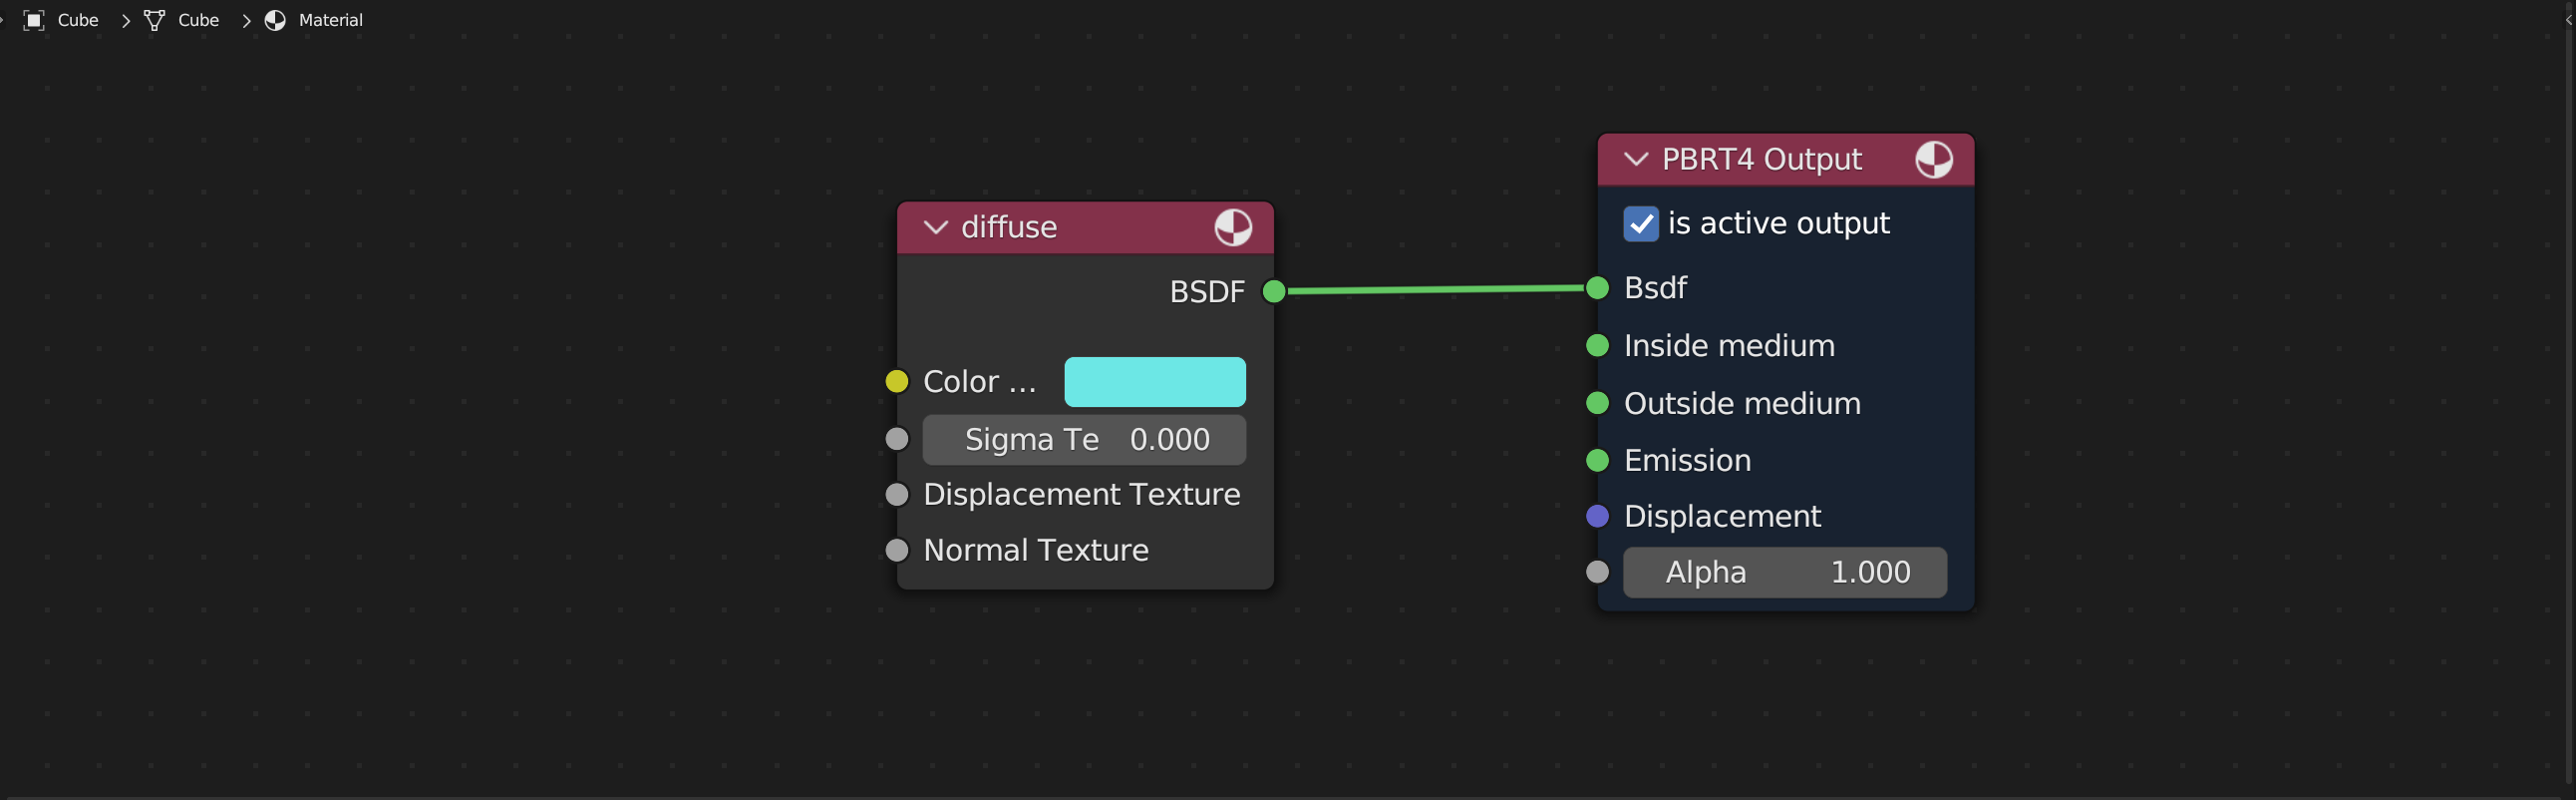 Cube > Cube > Material
diffuse
BSDF
Color ...
Sigma Te 0.000
Displacement Texture
Normal Texture
PBRT4 Output
is active output
Bsdf
Inside medium
Outside medium
Emission
Displacement
Alpha 1.000